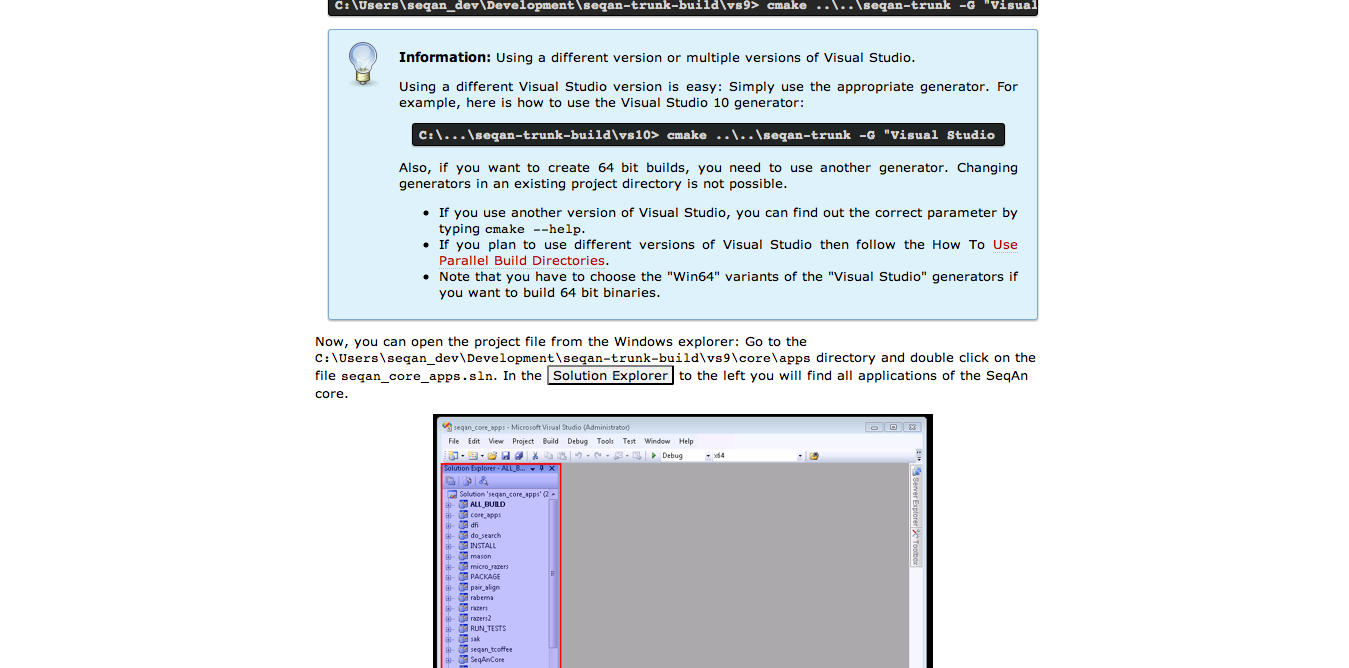 C:\Users\seqan_dev\Development\seqan-trunk-build\vs9> cmake ..\..\seqan-trunk -G "Visual
Information: Using a different version or multiple versions of Visual Studio.
Using a different Visual Studio version is easy: Simply use the appropriate generator. For
example, here is how to use the Visual Studio 10 generator:
C:\...\seqan-trunk-build\vs10> cmake ..\..\seqan-trunk -G "Visual Studio
Also, if you want to create 64 bit builds, you need to use another generator. Changing
generators in an existing project directory is not possible.
• If you use another version of Visual Studio, you can find out the correct parameter by
typing cmake --help.
• If you plan to use different versions of Visual Studio then follow the How To Use
Parallel Build Directories.
• Note that you have to choose the "Win64" variants of the "Visual Studio" generators if
you want to build 64 bit binaries.
Now, you can open the project file from the Windows explorer: Go to the
C:\Users\seqan_dev\Development\seqan-trunk-build\vs9\core\apps directory and double click on the
file seqan_core_apps.sln. In the Solution Explorer to the left you will find all applications of the SeqAn
core.
seqan_core_apps - Microsoft Visual Studio (Administrator)
File Edit View Project Build Debug Tools Test Window Help
Debug x64
Solution Explorer - ALL_B...
Solution 'seqan_core_apps' (2
ALL_BUILD
core_apps
dfi
do_search
INSTALL
mason
micro_razers
PACKAGE
pair_align
rabema
razers
razers2
RUN_TESTS
sak
seqan_tcoffee
SeqAnCore
Server Explorer
Toolbox